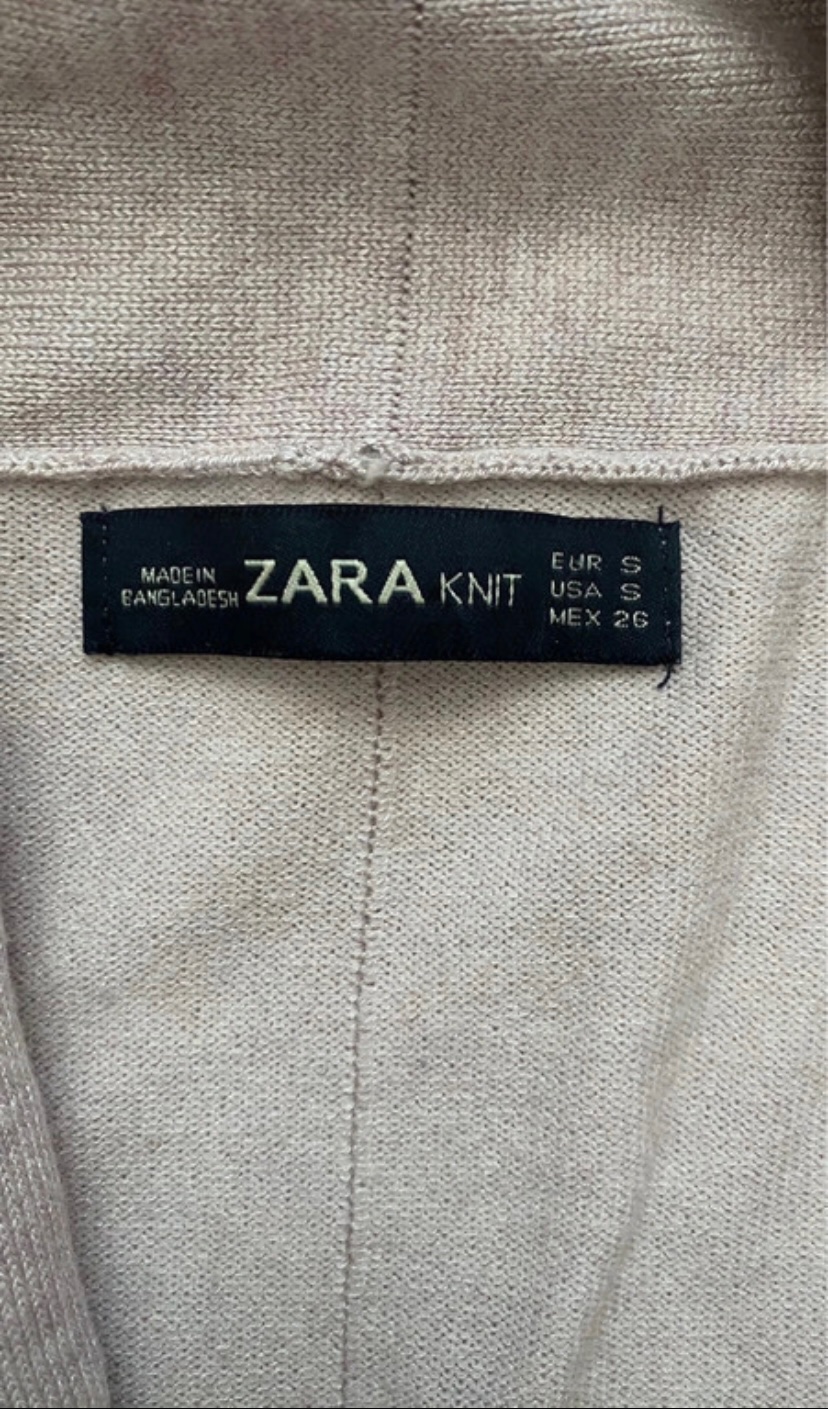 MADE IN
BANGLADESH
ZARA KNIT
EUR S
USA S
MEX 26